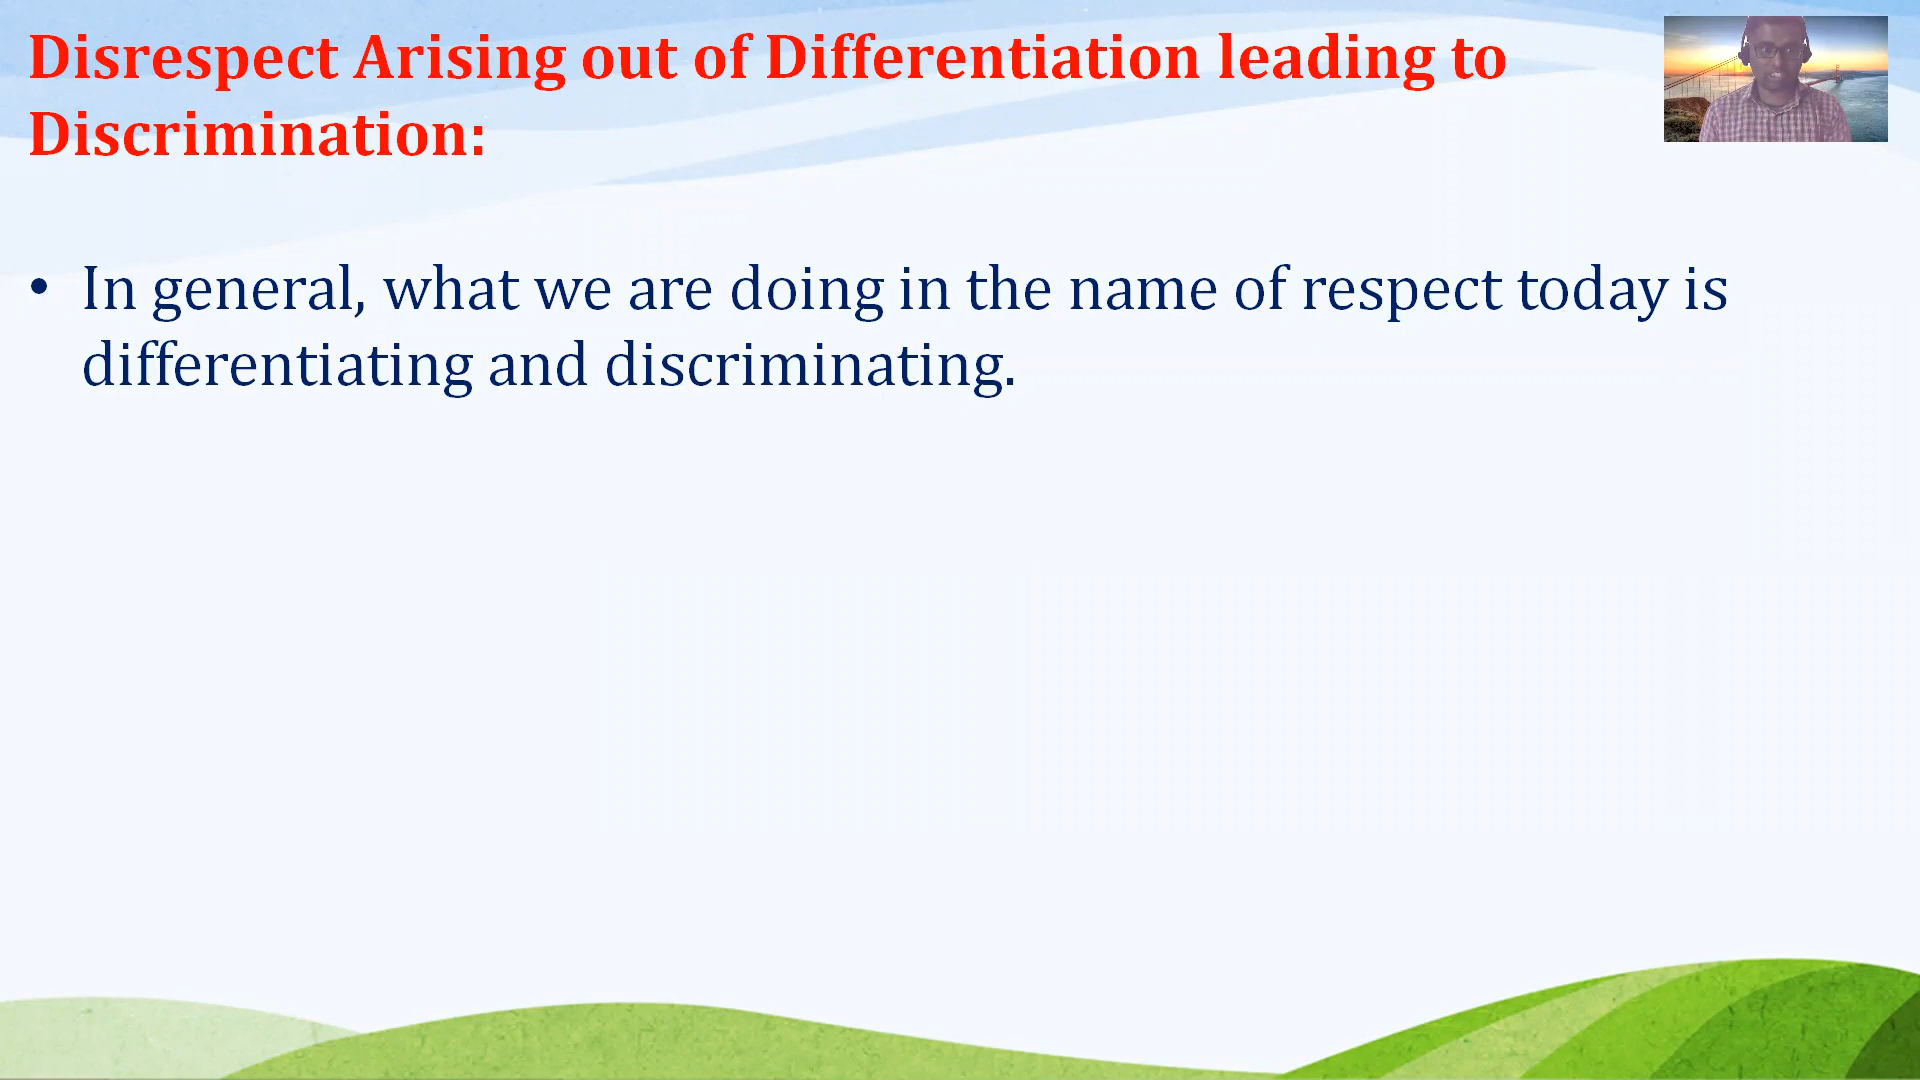 Disrespect Arising out of Differentiation leading to
Discrimination:
• In general, what we are doing in the name of respect today is
differentiating and discriminating.